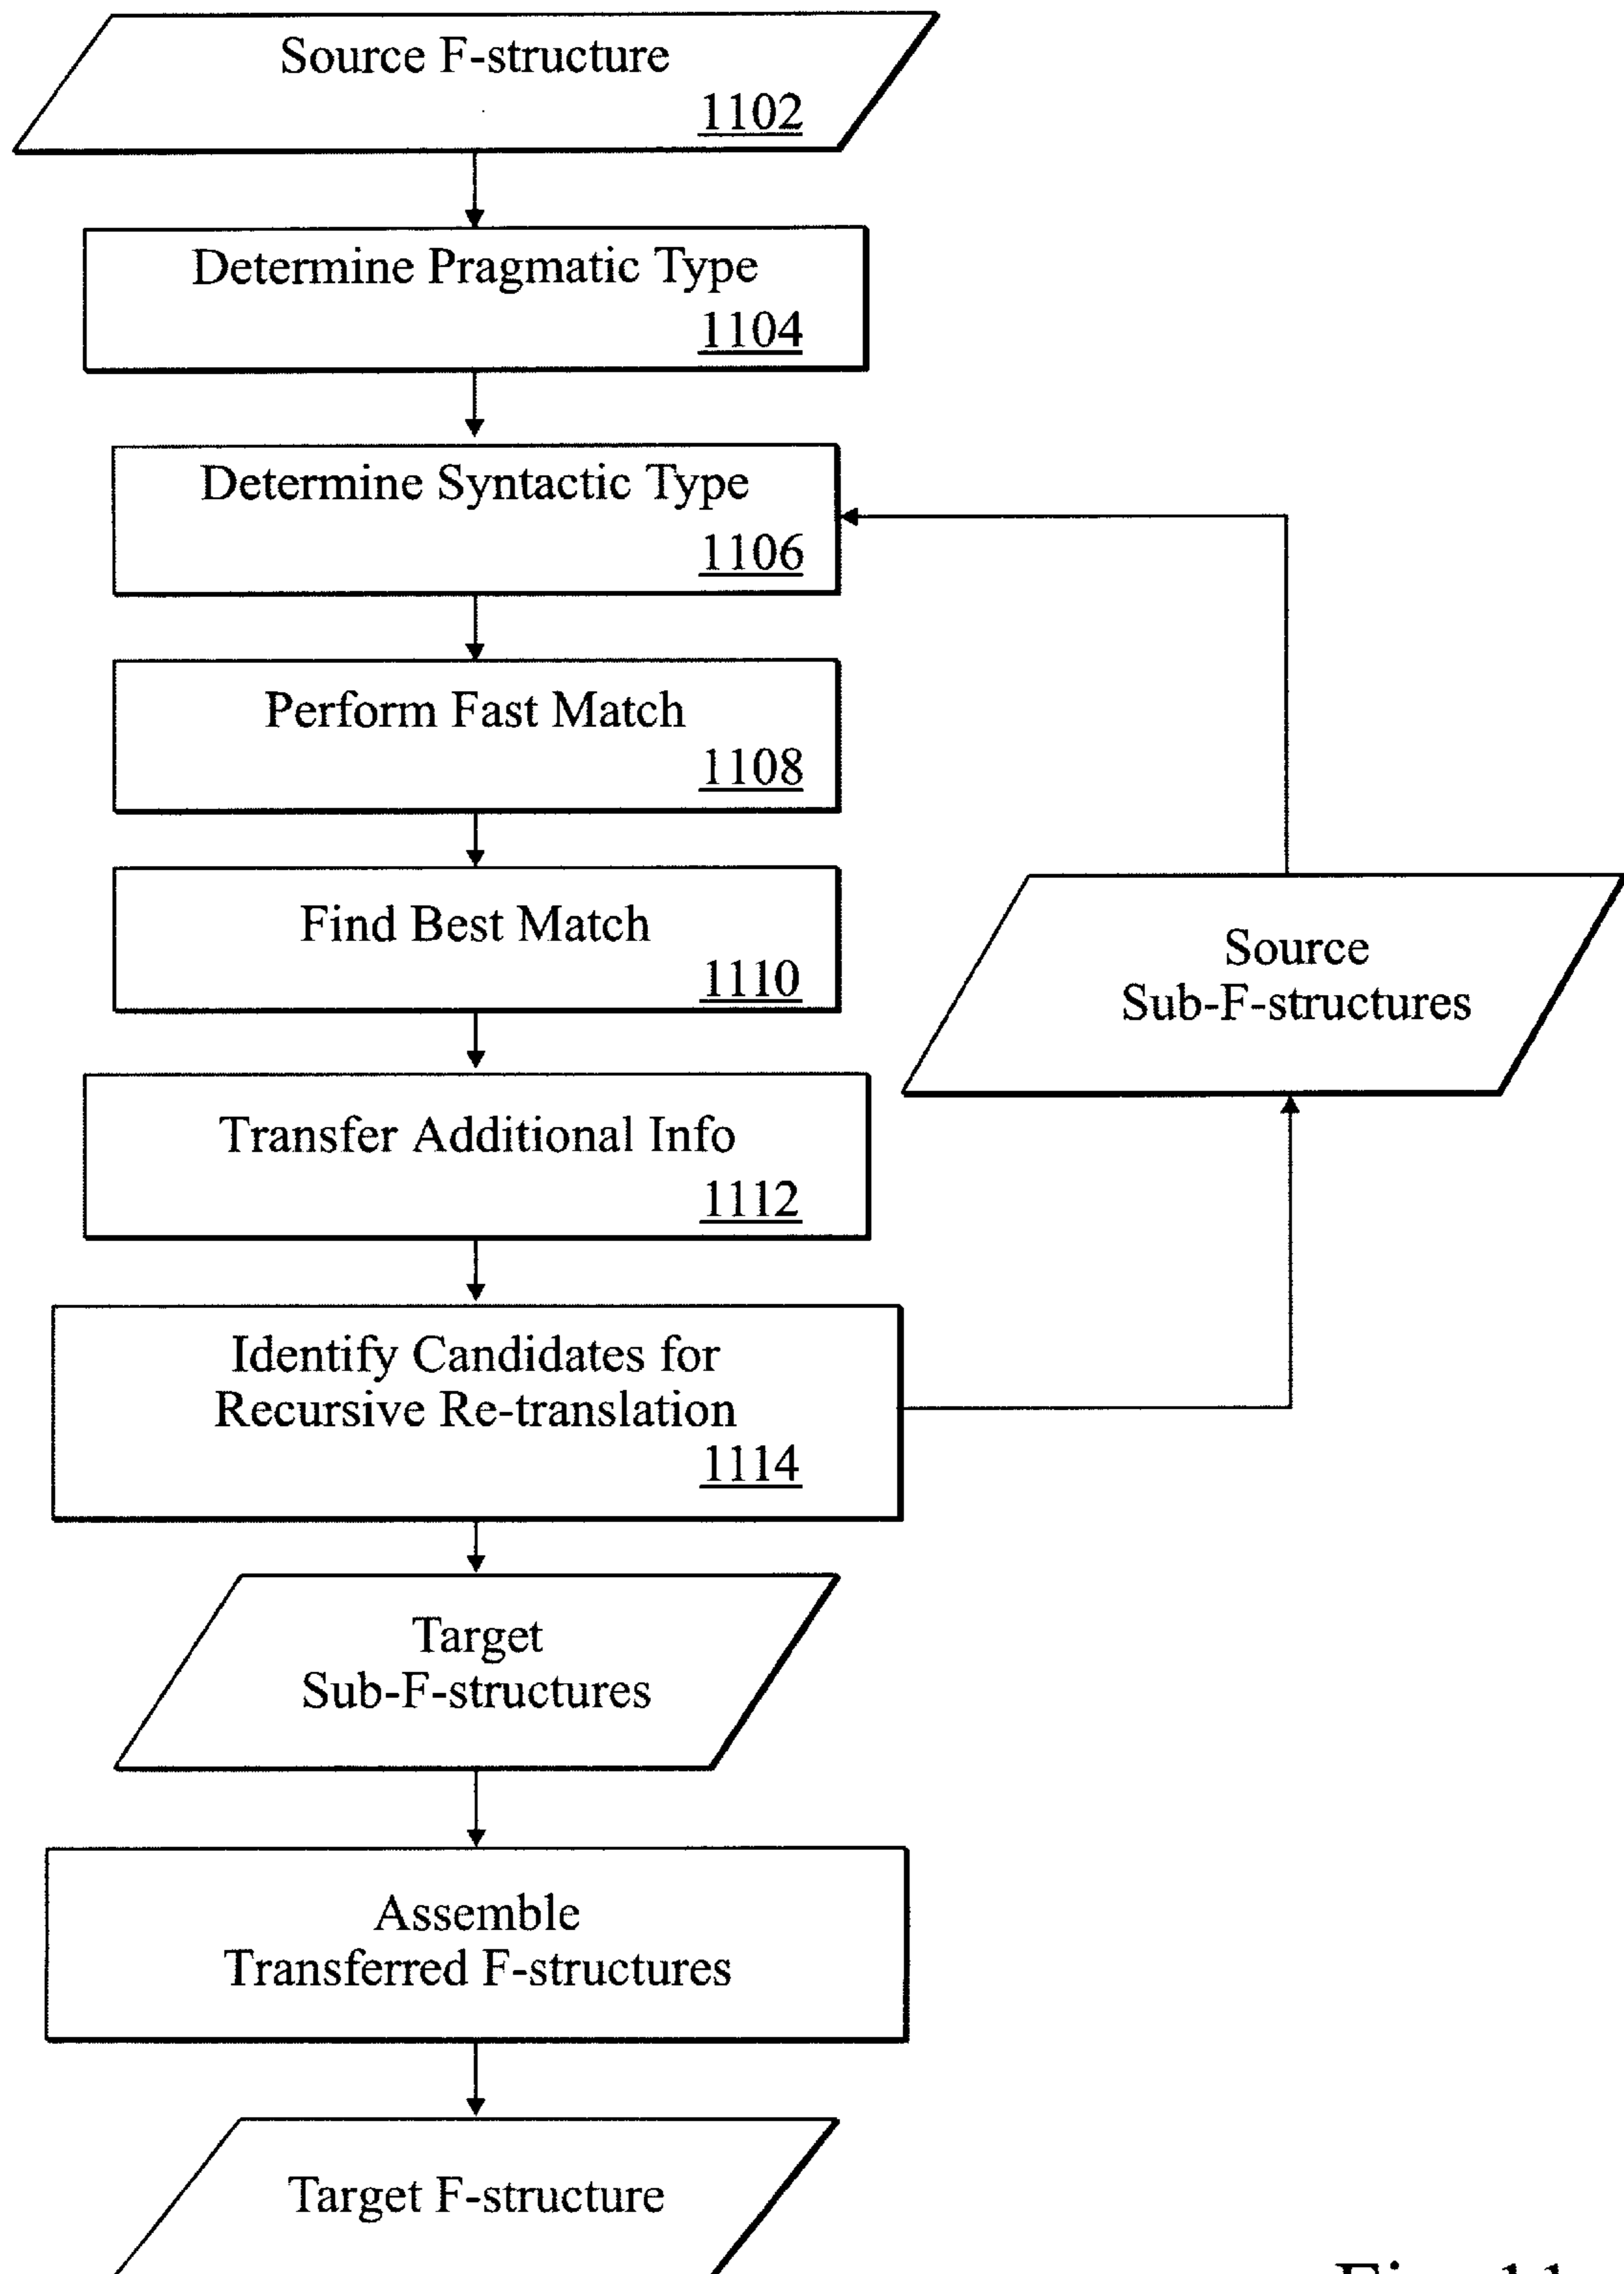 Source F-structure
1102
Determine Pragmatic Type
1104
Determine Syntactic Type
1106
Perform Fast Match
1108
Find Best Match
1110
Source
Sub-F-structures
Transfer Additional Info
1112
Identify Candidates for
Recursive Re-translation
1114
Target
Sub-F-structures
Assemble
Transferred F-structures
Target F-structure